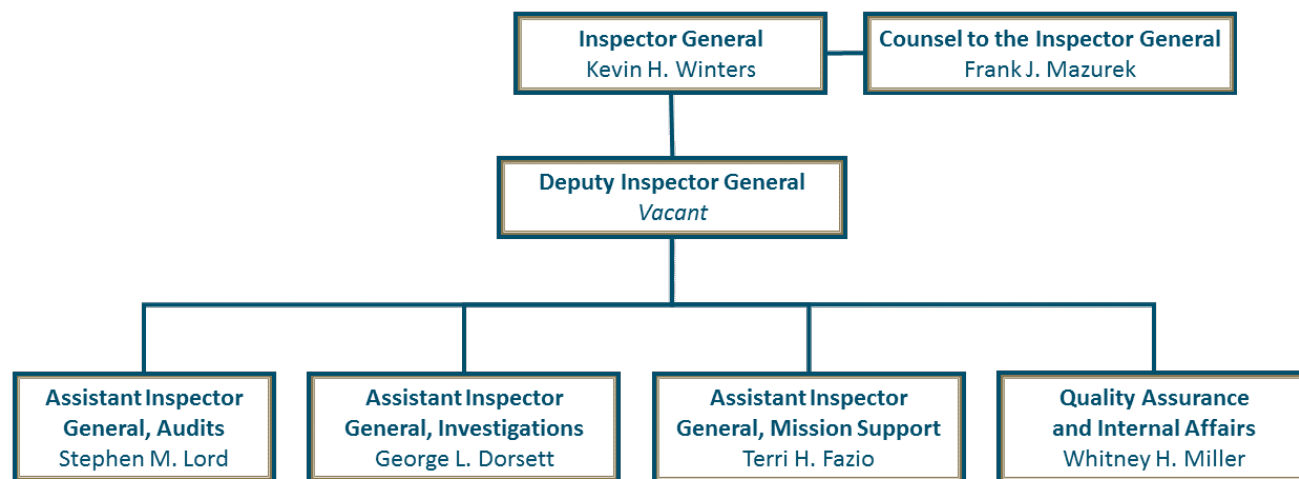 Inspector General
Kevin H. Winters
Counsel to the Inspector General
Frank J. Mazurek
Deputy Inspector General
Vacant
Assistant Inspector
General, Audits
Stephen M. Lord
Assistant Inspector
General, Investigations
George L. Dorsett
Assistant Inspector
General, Mission Support
Terri H. Fazio
Quality Assurance
and Internal Affairs
Whitney H. Miller